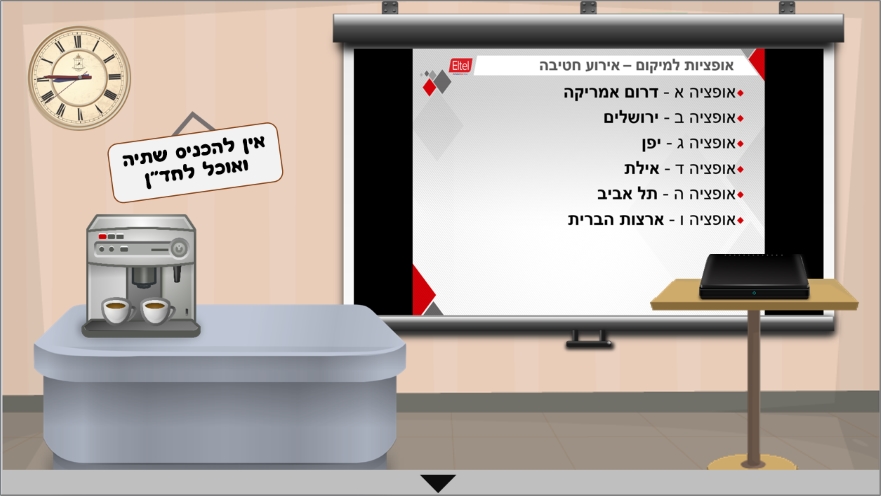 אופציות למיקום – אירוע חטיבה
Eltel
אופציה א - דרום אמריקה
אופציה ב - ירושלים
אופציה ג - יפן
אופציה ד - אילת
אופציה ה - תל אביב
אופציה ו - ארצות הברית
אין להכניס שתיה
ואוכל לחד״ן